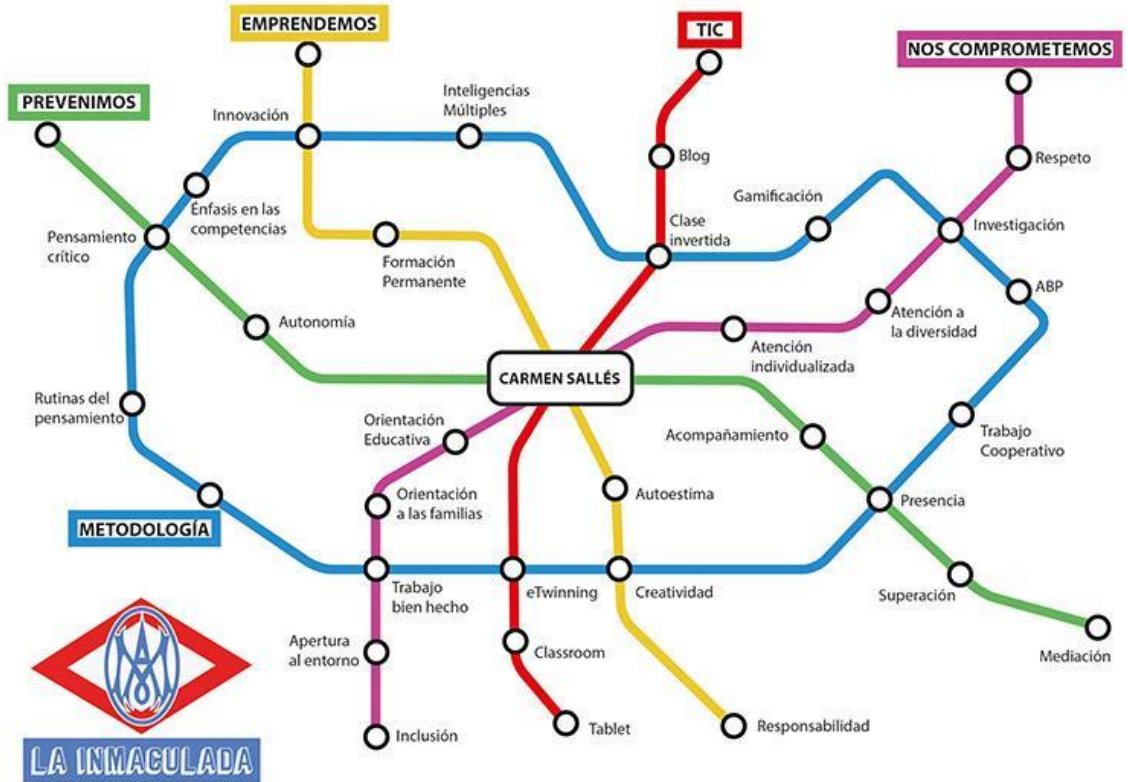 EMPRENDEMOS
TIC
NOS COMPROMETEMOS
PREVENIMOS
Inteligencias
Múltiples
Innovación
Blog
Respeto
Gamificación
Énfasis en las
competencias
Clase
invertida
Investigación
Pensamiento
crítico
Formación
Permanente
ABP
Autonomía
Atención a
la diversidad
Atención
individualizada
CARMEN SALLÉS
Rutinas del
pensamiento
Orientación
Educativa
Acompañamiento
Trabajo
Cooperativo
Orientación
a las familias
Autoestima
Presencia
METODOLOGÍA
Trabajo
bien hecho
eTwinning
Creatividad
Superación
Apertura
al entorno
Classroom
Mediación
Inclusión
Tablet
Responsabilidad
LA INMACULADA